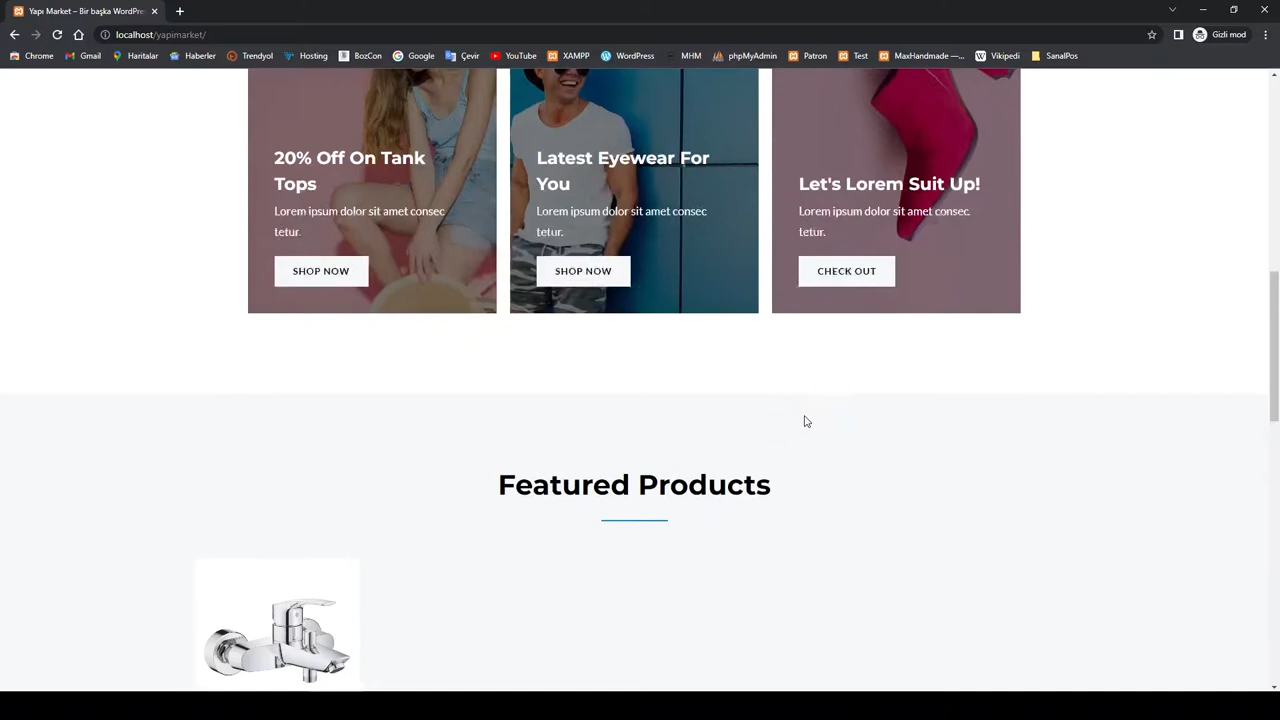 Yapı Market – Bir başka WordPre
localhost/yapimarket/
Gizli mod
Chrome Gmail Haritalar Haberler Trendyol Hosting BozCon Google Çevir YouTube XAMPP WordPress MHM phpMyAdmin Patron Test MaxHandmade —... Vikipedi SanalPos
20% Off On Tank
Tops
Lorem ipsum dolor sit amet consec
tetur.
SHOP NOW
Latest Eyewear For
You
Lorem ipsum dolor sit amet consec
tetur.
SHOP NOW
Let's Lorem Suit Up!
Lorem ipsum dolor sit amet consec
tetur.
CHECK OUT
Featured Products